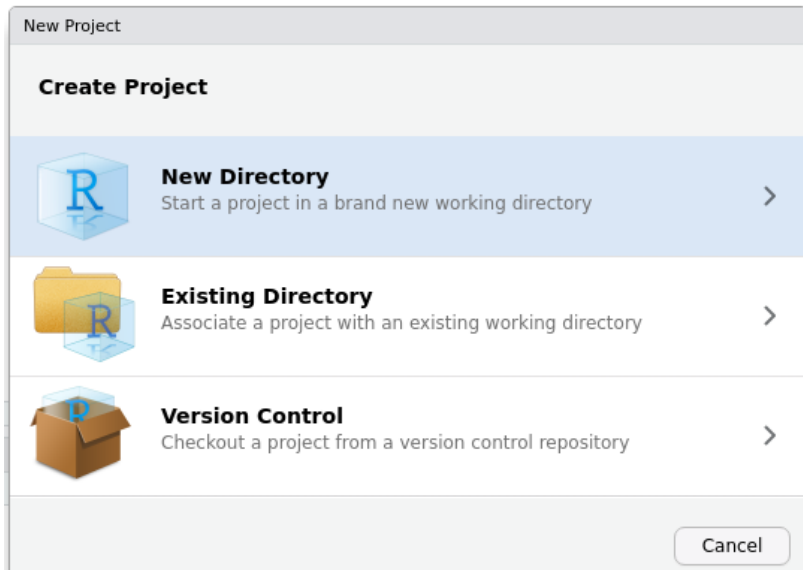 New Project
Create Project
New Directory
Start a project in a brand new working directory
Existing Directory
Associate a project with an existing working directory
Version Control
Checkout a project from a version control repository
Cancel